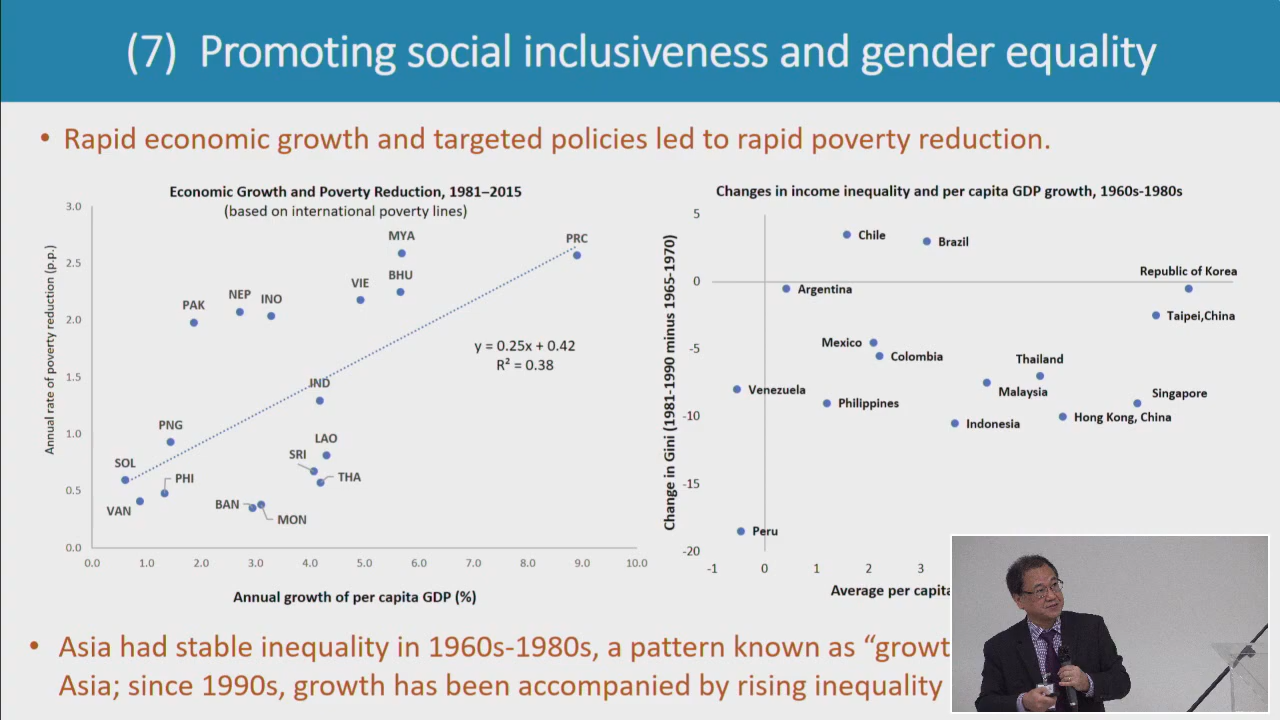 (7) Promoting social inclusiveness and gender equality
• Rapid economic growth and targeted policies led to rapid poverty reduction.
Economic Growth and Poverty Reduction, 1981–2015
(based on international poverty lines)
Annual rate of poverty reduction (p.p.)
3.0
2.5
2.0
1.5
1.0
0.5
0.0
MYA
PRC
BHU
VIE
NEP
INO
PAK
y = 0.25x + 0.42
R² = 0.38
IND
PNG
LAO
SRI
SOL
PHI
THA
VAN
BAN
MON
0.0 1.0 2.0 3.0 4.0 5.0 6.0 7.0 8.0 9.0 10.0
Annual growth of per capita GDP (%)
Changes in income inequality and per capita GDP growth, 1960s-1980s
Change in Gini (1981-1990 minus 1965-1970)
5
0
-5
-10
-15
-20
Chile
Brazil
Republic of Korea
Argentina
Taipei,China
Mexico
Colombia
Thailand
Venezuela
Malaysia
Singapore
Philippines
Indonesia
Hong Kong, China
Peru
-1 0 1 2 3
Average per capita
• Asia had stable inequality in 1960s-1980s, a pattern known as “growt
Asia; since 1990s, growth has been accompanied by rising inequality